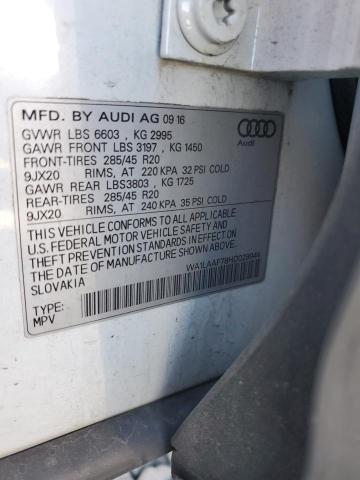 MFD. BY AUDI AG 09 16
GVWR LBS 6603 , KG 2995
GAWR FRONT LBS 3197 , KG 1450
FRONT-TIRES 285/45 R20
9JX20 RIMS, AT 220 KPA 32 PSI COLD
GAWR REAR LBS3803 , KG 1725
REAR-TIRES 285/45 R20
9JX20 RIMS, AT 240 KPA 35 PSI COLD
Audi
THIS VEHICLE CONFORMS TO ALL APPLICABLE
U.S.FEDERAL MOTOR VEHICLE SAFETY AND
THEFT PREVENTION STANDARDS IN EFFECT ON
THE DATE OF MANUFACTURE SHOWN ABOVE.
SLOVAKIA
WA1LAAF78HD029944
TYPE:
MPV